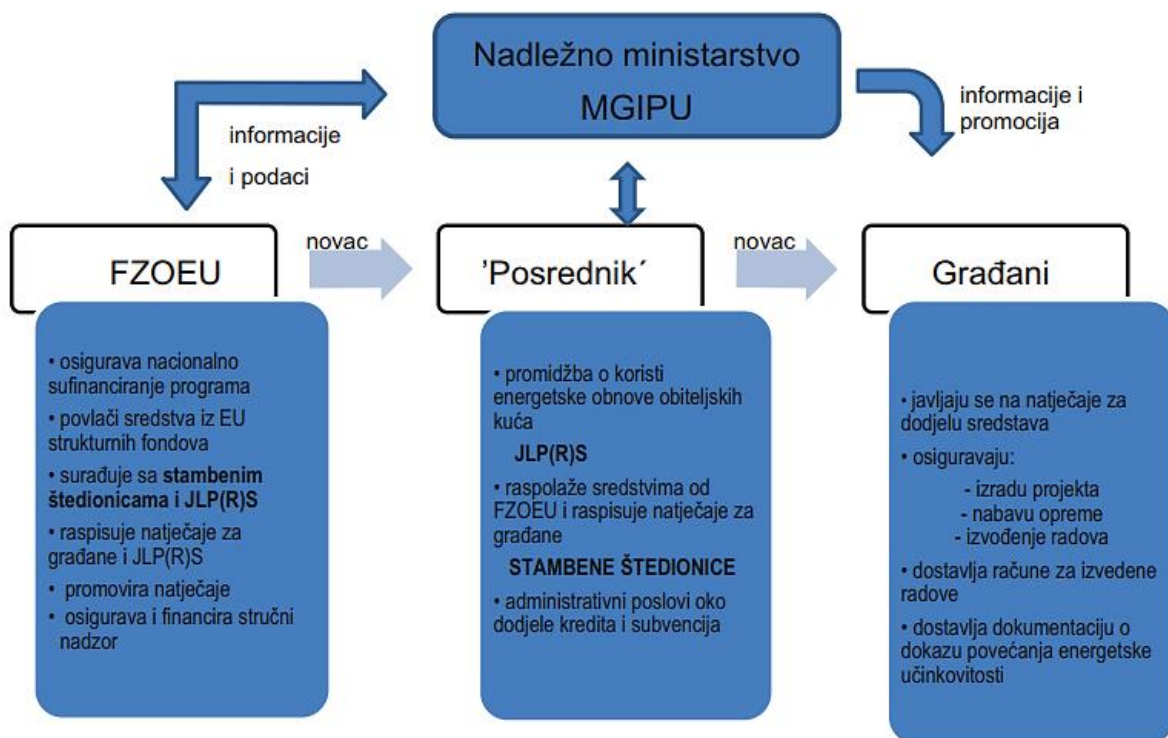 Nadležno ministarstvo
MGIPU
informacije
i podaci
informacije i
promocija
novac
novac
FZOEU
• osigurava nacionalno
sufinanciranje programa
• povlači sredstva iz EU
strukturnih fondova
• surađuje sa stambenim
štedionicama i JLP(R)S
• raspisuje natječaje za
građane i JLP(R)S
• promovira natječaje
• osigurava i financira stručni
nadzor
’Posrednik´
• promidžba o koristi
energetske obnove obiteljskih
kuća
JLP(R)S
• raspolaže sredstvima od
FZOEU i raspisuje natječaje za
građane
STAMBENE ŠTEDIONICE
• administrativni poslovi oko
dodjele kredita i subvencija
Građani
• javljaju se na natječaje za
dodjelu sredstava
• osiguravaju:
- izradu projekta
- nabavu opreme
- izvođenje radova
• dostavlja račune za izvedene
radove
• dostavlja dokumentaciju o
dokazu povećanja energetske
učinkovitosti